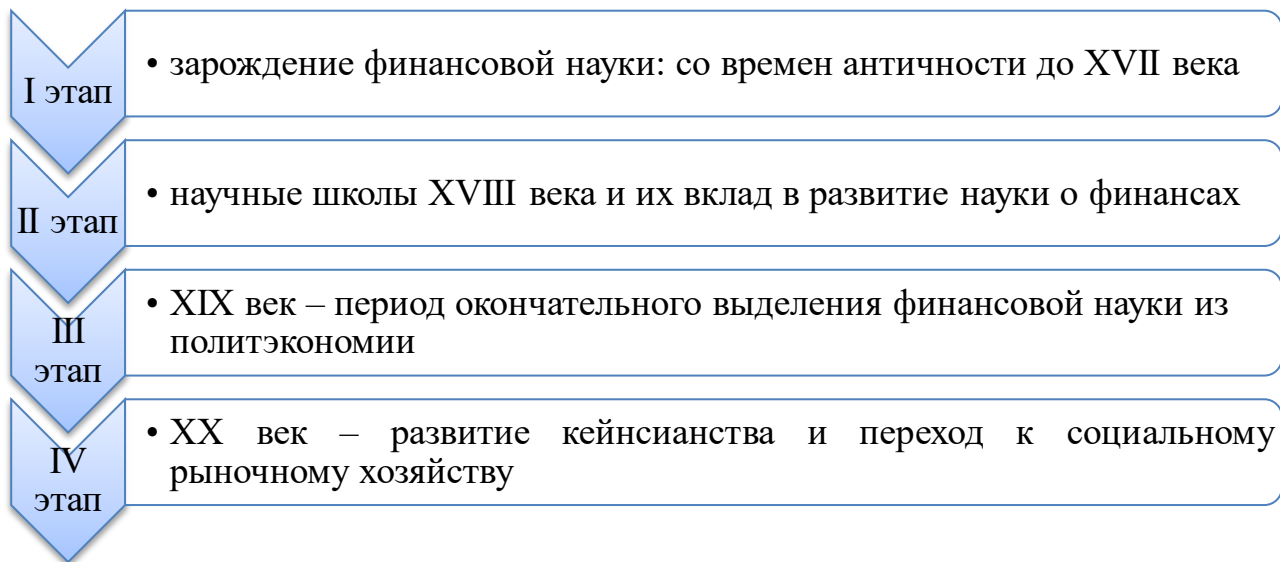 I этап
• зарождение финансовой науки: со времен античности до XVII века
II этап
• научные школы XVIII века и их вклад в развитие науки о финансах
III
этап
• XIX век – период окончательного выделения финансовой науки из
политэкономии
IV
этап
• XX век – развитие кейнсианства и переход к социальному
рыночному хозяйству